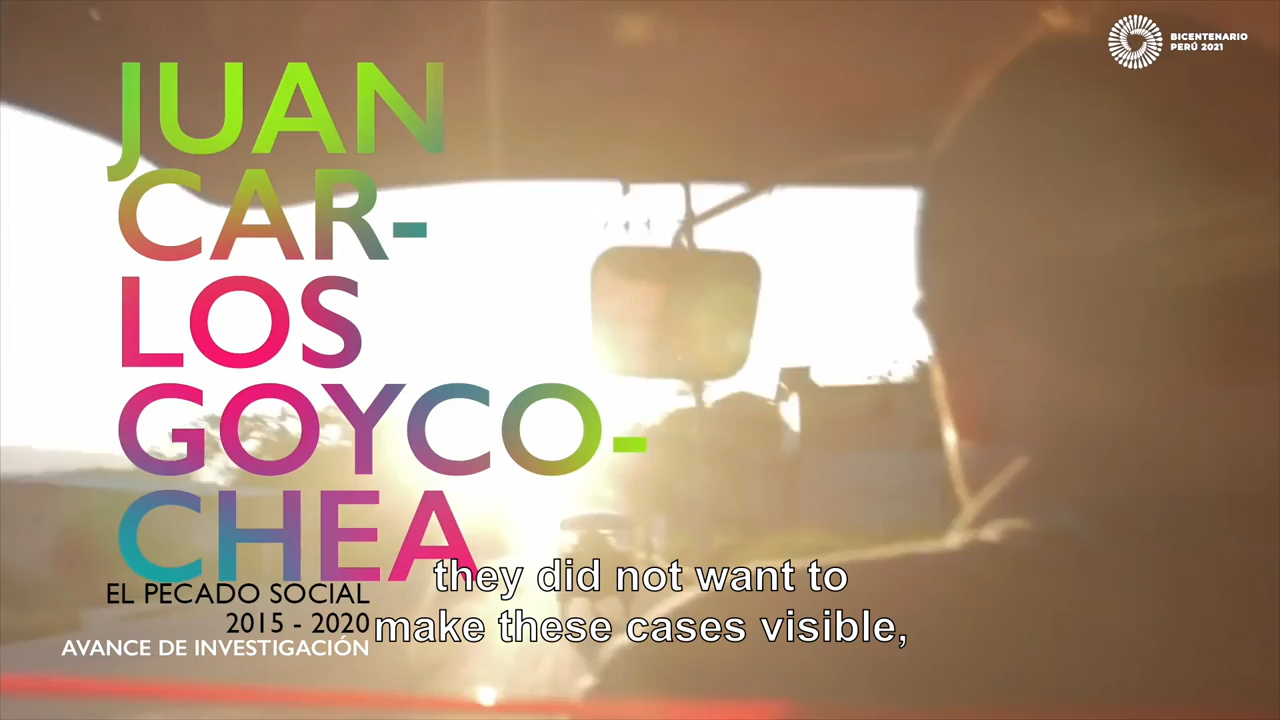 BICENTENARIO
PERÚ 2021
JUAN
CAR-
LOS
GOYCO-
CHEA
EL PECADO SOCIAL
2015 - 2020
AVANCE DE INVESTIGACIÓN
they did not want to
make these cases visible,